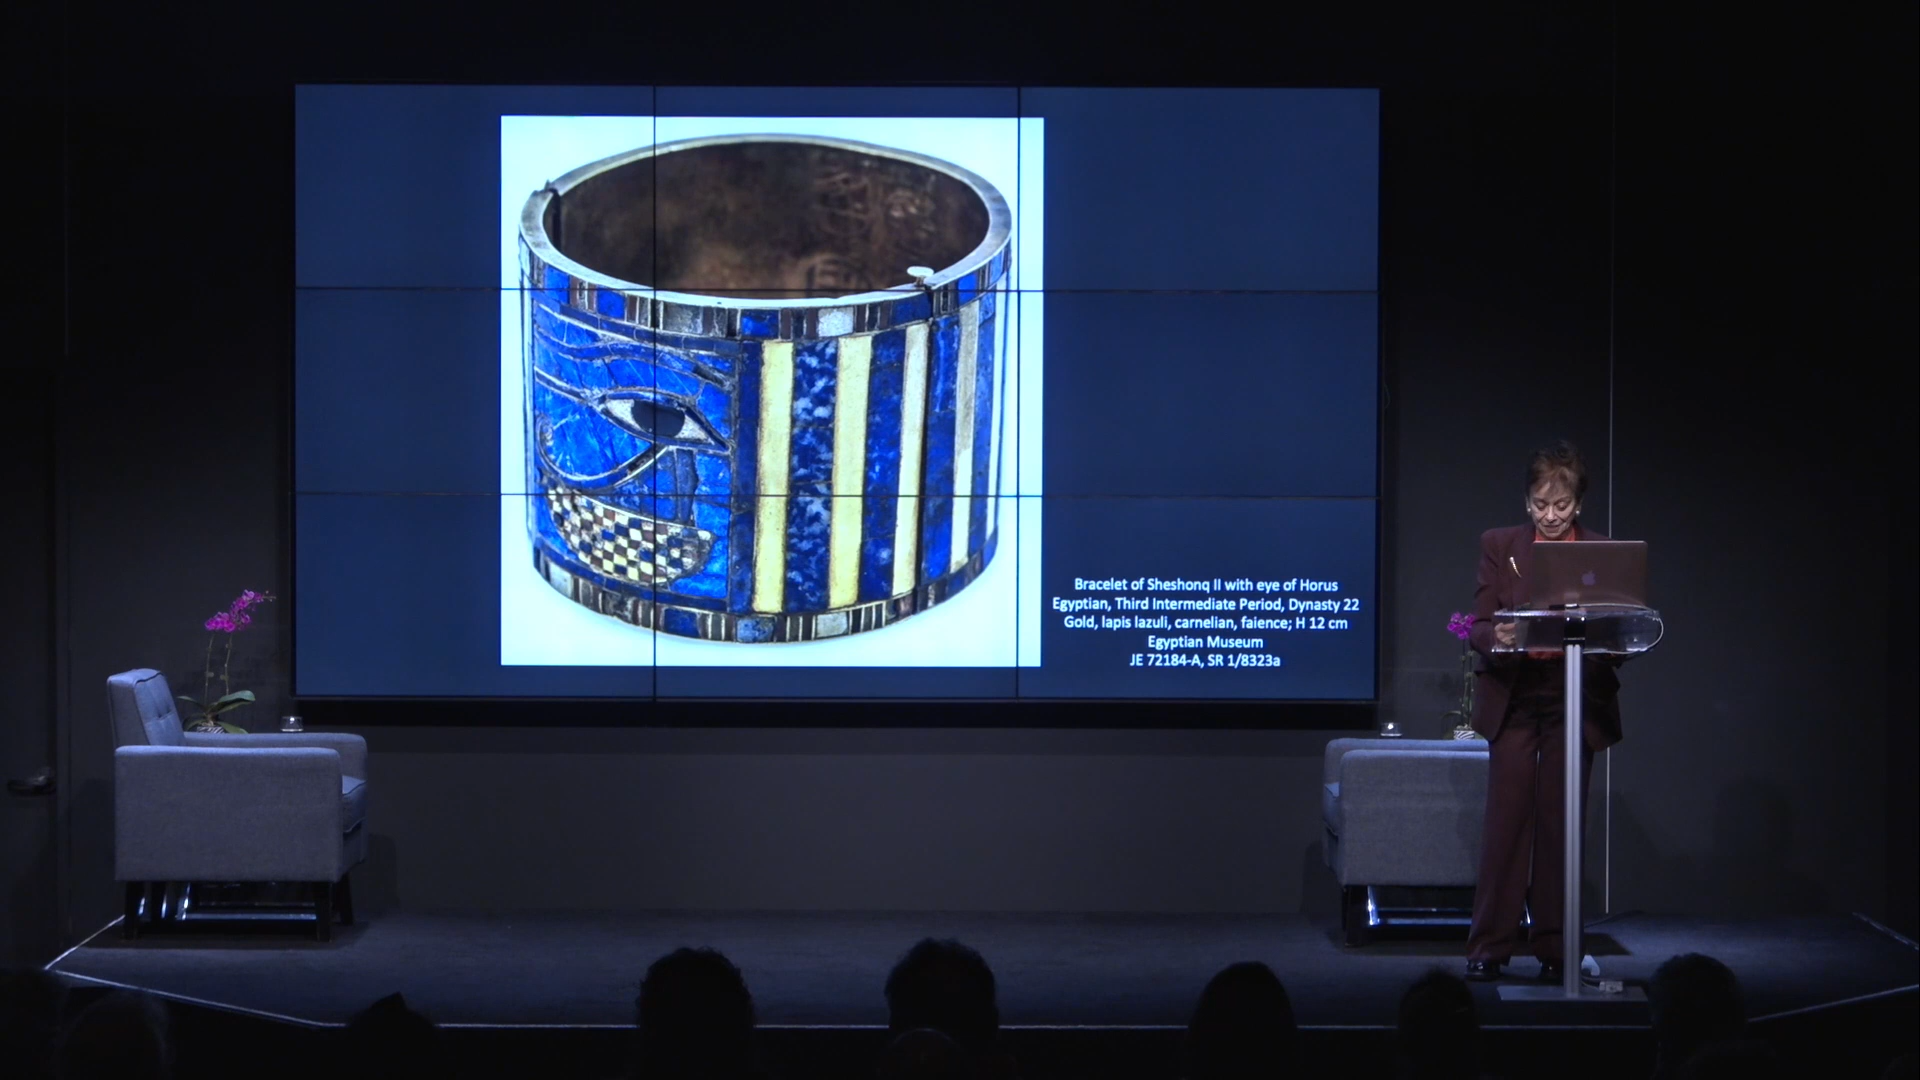 Bracelet of Sheshonq II with eye of Horus
Egyptian, Third Intermediate Period, Dynasty 22
Gold, lapis lazuli, carnelian, faience; H 12 cm
Egyptian Museum
JE 72184-A, SR 1/8323a